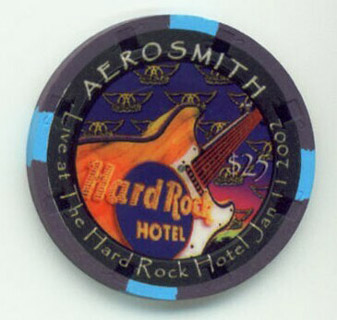 AEROSMITH
Live at The Hard Rock Hotel Jan 11 2002
$25
Hard Rock
HOTEL